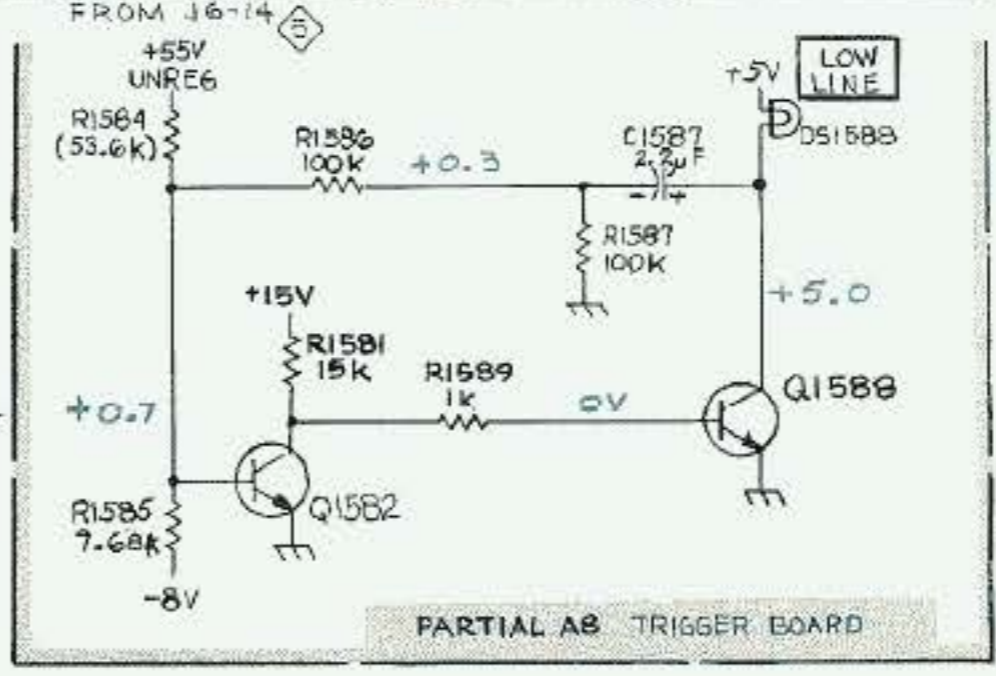 FROM J6-14 5
+55V
UNREG
R1584
(53.6k)
R1586
100k
+0.3
C1587
2.2µF
- +
+5V
LOW
LINE
DS1588
R1587
100K
+15V
R1581
15k
R1589
1k
0V
+5.0
Q1588
+0.7
Q1582
R1585
9.68k
-8V
PARTIAL A8 TRIGGER BOARD